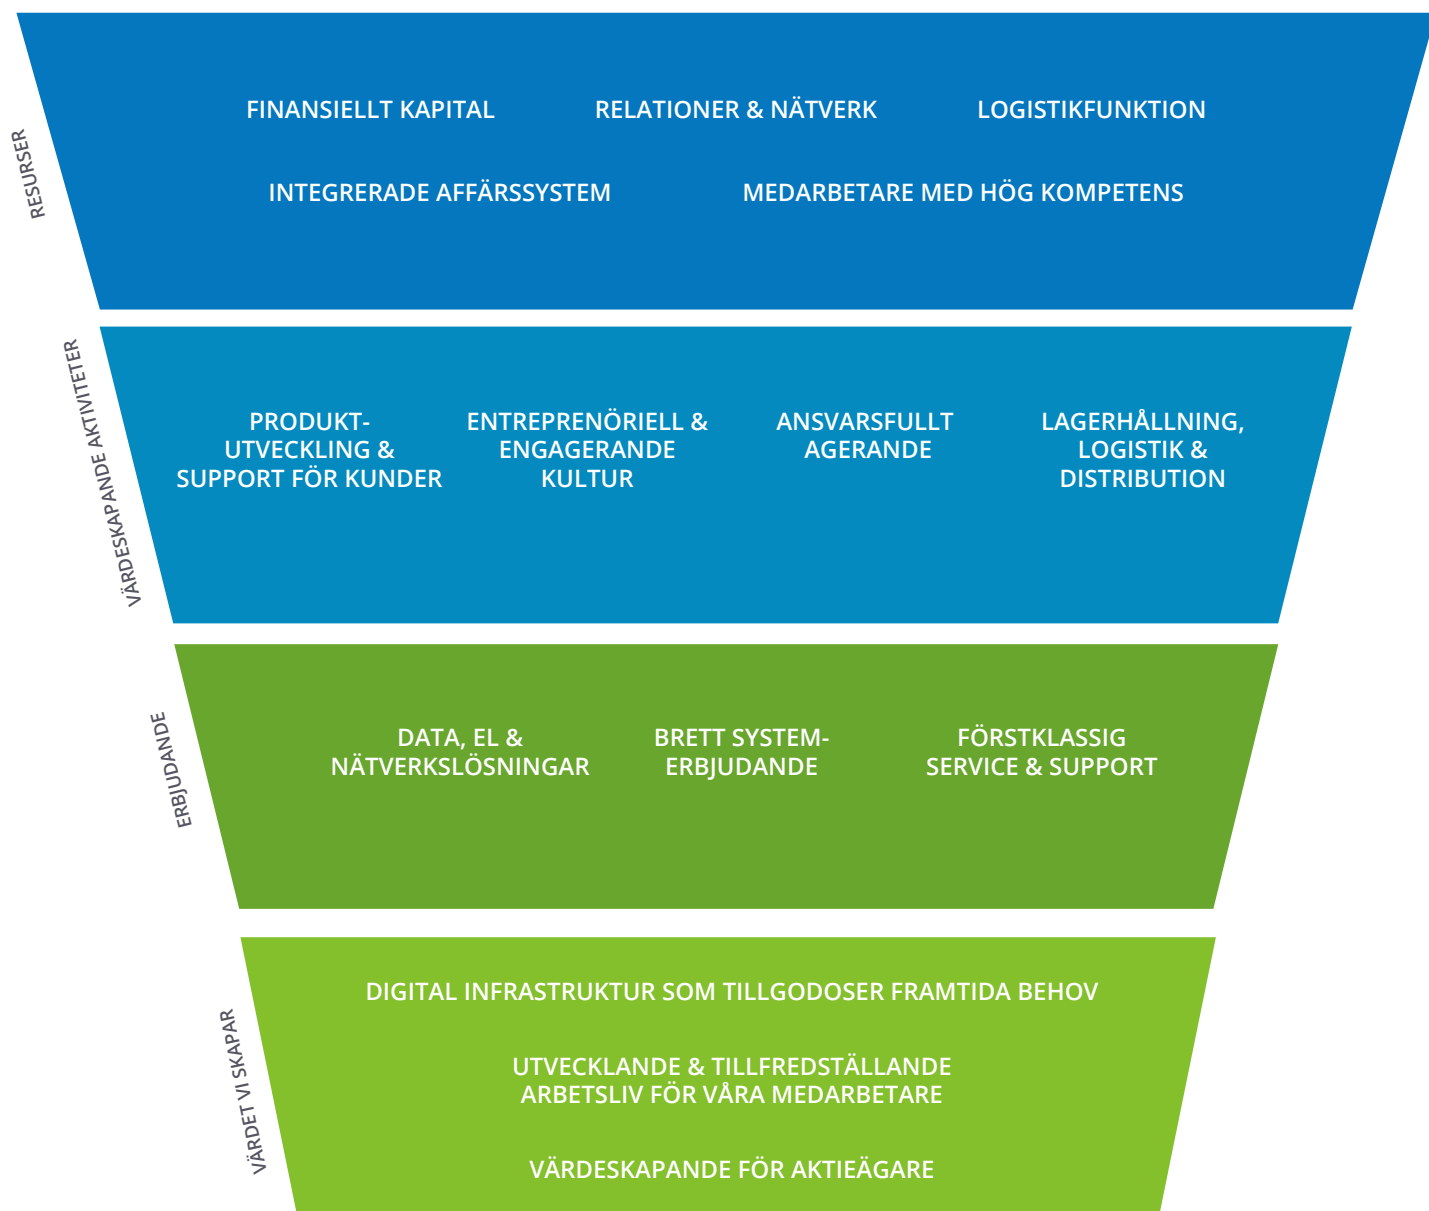 RESURSER
FINANSIELLT KAPITAL
RELATIONER & NÄTVERK
LOGISTIKFUNKTION
INTEGRERADE AFFÄRSSYSTEM
MEDARBETARE MED HÖG KOMPETENS
VÄRDESKAPANDE AKTIVITETER
PRODUKT-
UTVECKLING &
SUPPORT FÖR KUNDER
ENTREPRENÖRIELL &
ENGAGERANDE
KULTUR
ANSVARSFULLT
AGERANDE
LAGERHÅLLNING,
LOGISTIK &
DISTRIBUTION
ERBJUDANDE
DATA, EL &
NÄTVERKSLÖSNINGAR
BRETT SYSTEM-
ERBJUDANDE
FÖRSTKLASSIG
SERVICE & SUPPORT
VÄRDET VI SKAPAR
DIGITAL INFRASTRUKTUR SOM TILLGODOSER FRAMTIDA BEHOV
UTVECKLANDE & TILLFREDSTÄLLANDE
ARBETSLIV FÖR VÅRA MEDARBETARE
VÄRDESKAPANDE FÖR AKTIEÄGARE